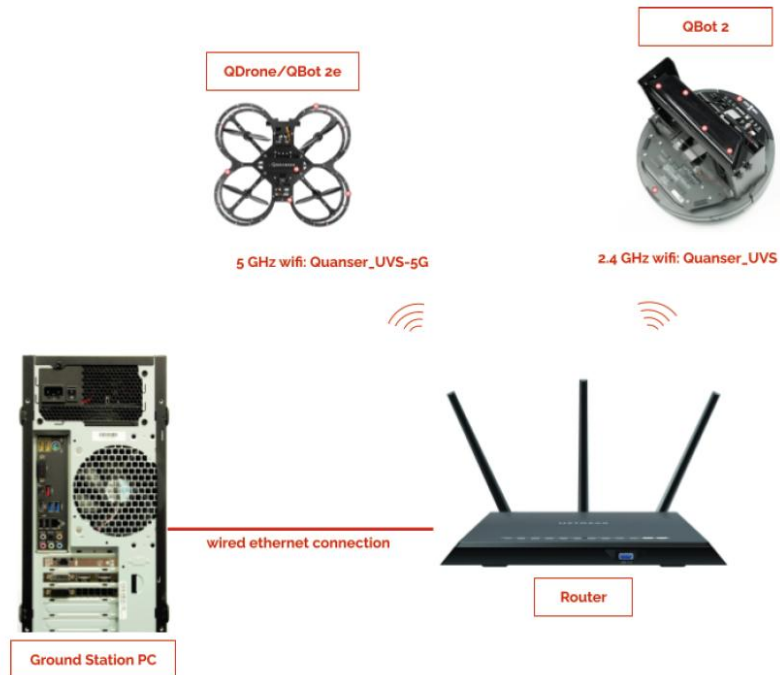 QBot 2
QDrone/QBot 2e
5 GHz wifi: Quanser_UVS-5G
2.4 GHz wifi: Quanser_UVS
wired ethernet connection
NETGEAR
Router
Ground Station PC